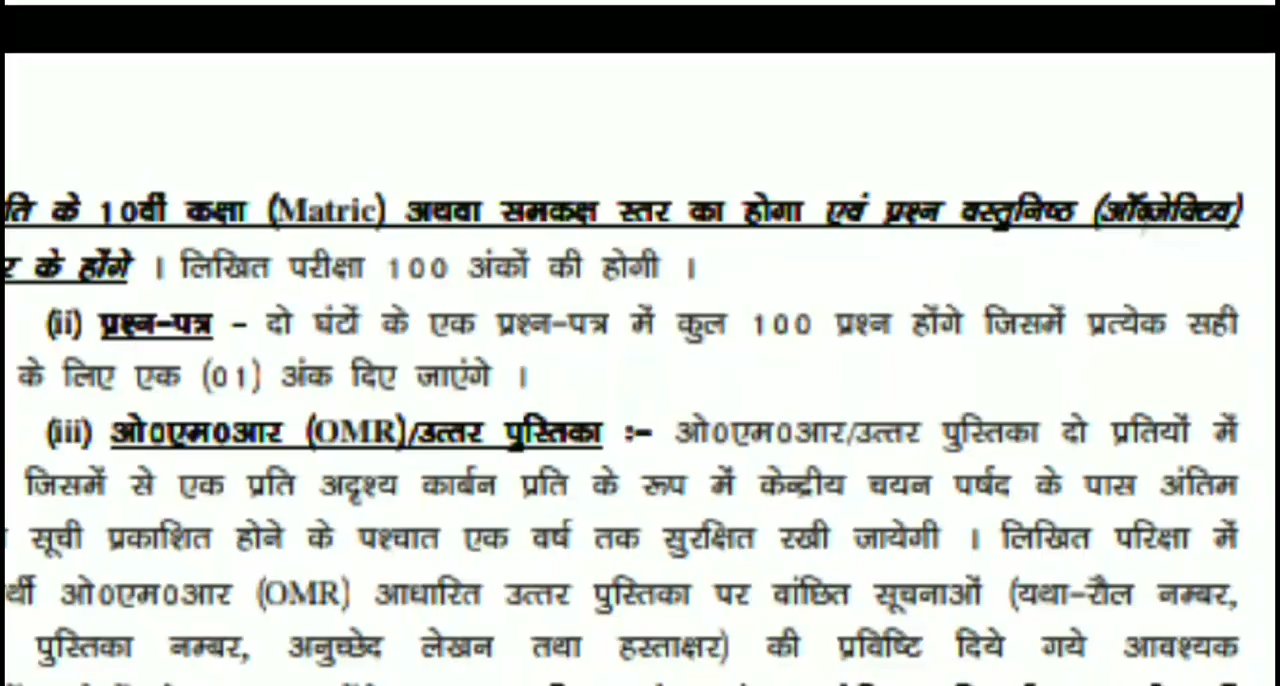 ति के 10वीं कक्षा (Matric) अथवा समकक्ष स्तर का होगा एवं प्रश्न वस्तुनिष्ठ (ऑब्जेक्टिव)
र के होंगे । लिखित परीक्षा 100 अंकों की होगी ।
(ii) प्रश्न-पत्र - दो घंटों के एक प्रश्न-पत्र में कुल 100 प्रश्न होंगे जिसमें प्रत्येक सही
के लिए एक (01) अंक दिए जाएंगे ।
(iii) ओ0एम0आर (OMR)/उत्तर पुस्तिका :- ओ0एम0आर/उत्तर पुस्तिका दो प्रतियों में
जिसमें से एक प्रति अदृश्य कार्बन प्रति के रूप में केन्द्रीय चयन पर्षद के पास अंतिम
सूची प्रकाशित होने के पश्चात एक वर्ष तक सुरक्षित रखी जायेगी । लिखित परिक्षा में
र्थी ओ0एम0आर (OMR) आधारित उत्तर पुस्तिका पर वांछित सूचनाओं (यथा-रौल नम्बर,
पुस्तिका नम्बर, अनुच्छेद लेखन तथा हस्ताक्षर) की प्रविष्टि दिये गये आवश्यक